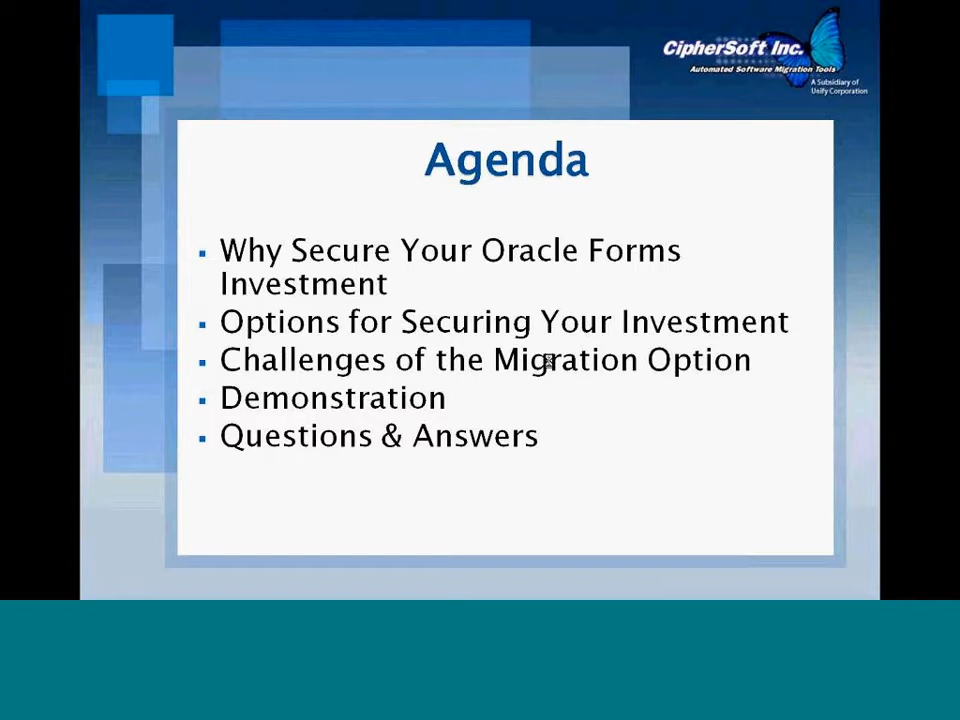 CipherSoft Inc.
Automated Software Migration Tools
A Subsidiary of
Unify Corporation
Agenda
Why Secure Your Oracle Forms
Investment
Options for Securing Your Investment
Challenges of the Migration Option
Demonstration
Questions & Answers